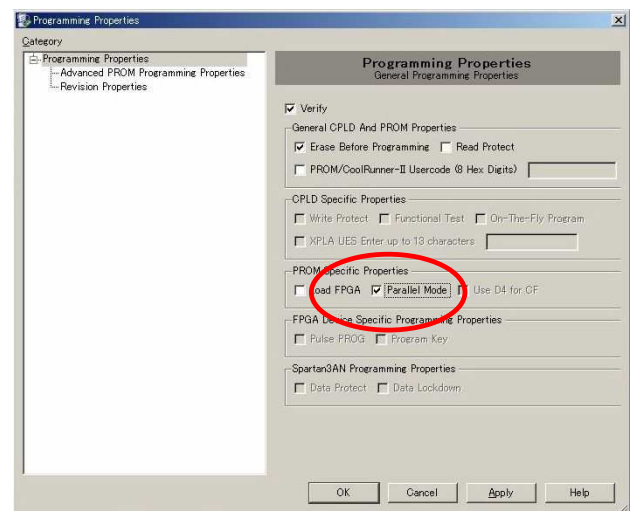 Programming Properties
Category
Programming Properties
Advanced PROM Programming Properties
Revision Properties
Programming Properties
General Programming Properties
Verify
General CPLD And PROM Properties
Erase Before Programming Read Protect
PROM/CoolRunner-II Usercode (8 Hex Digits)
CPLD Specific Properties
Write Protect Functional Test On-The-Fly Program
XPLA UES Enter up to 13 characters
PROM Specific Properties
Load FPGA Parallel Mode Use D4 for CF
FPGA Device Specific Programming Properties
Pulse PROG Program Key
Spartan3AN Programming Properties
Data Protect Data Lockdown
OK Cancel Apply Help